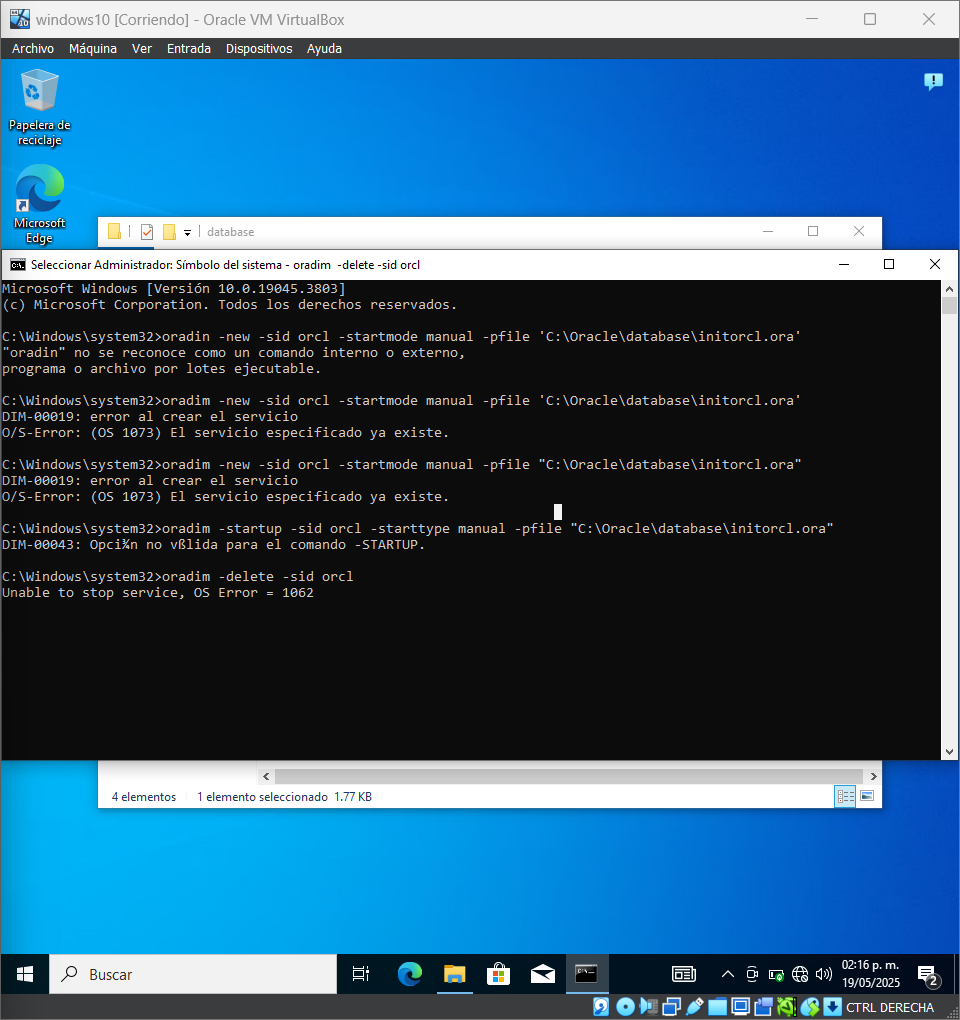 windows10 [Corriendo] - Oracle VM VirtualBox
Archivo Máquina Ver Entrada Dispositivos Ayuda
Papelera de
reciclaje
Microsoft
Edge
database
Seleccionar Administrador: Símbolo del sistema - oradim -delete -sid orcl
Microsoft Windows [Versión 10.0.19045.3803]
(c) Microsoft Corporation. Todos los derechos reservados.
C:\Windows\system32>oradin -new -sid orcl -startmode manual -pfile 'C:\Oracle\database\initorcl.ora'
"oradin" no se reconoce como un comando interno o externo,
programa o archivo por lotes ejecutable.
C:\Windows\system32>oradim -new -sid orcl -startmode manual -pfile 'C:\Oracle\database\initorcl.ora'
DIM-00019: error al crear el servicio
O/S-Error: (OS 1073) El servicio especificado ya existe.
C:\Windows\system32>oradim -new -sid orcl -startmode manual -pfile "C:\Oracle\database\initorcl.ora"
DIM-00019: error al crear el servicio
O/S-Error: (OS 1073) El servicio especificado ya existe.
C:\Windows\system32>oradim -startup -sid orcl -starttype manual -pfile "C:\Oracle\database\initorcl.ora"
DIM-00043: Opci¾n no vßlida para el comando -STARTUP.
C:\Windows\system32>oradim -delete -sid orcl
Unable to stop service, OS Error = 1062
4 elementos 1 elemento seleccionado 1.77 KB
Buscar
02:16 p. m.
19/05/2025
2
CTRL DERECHA